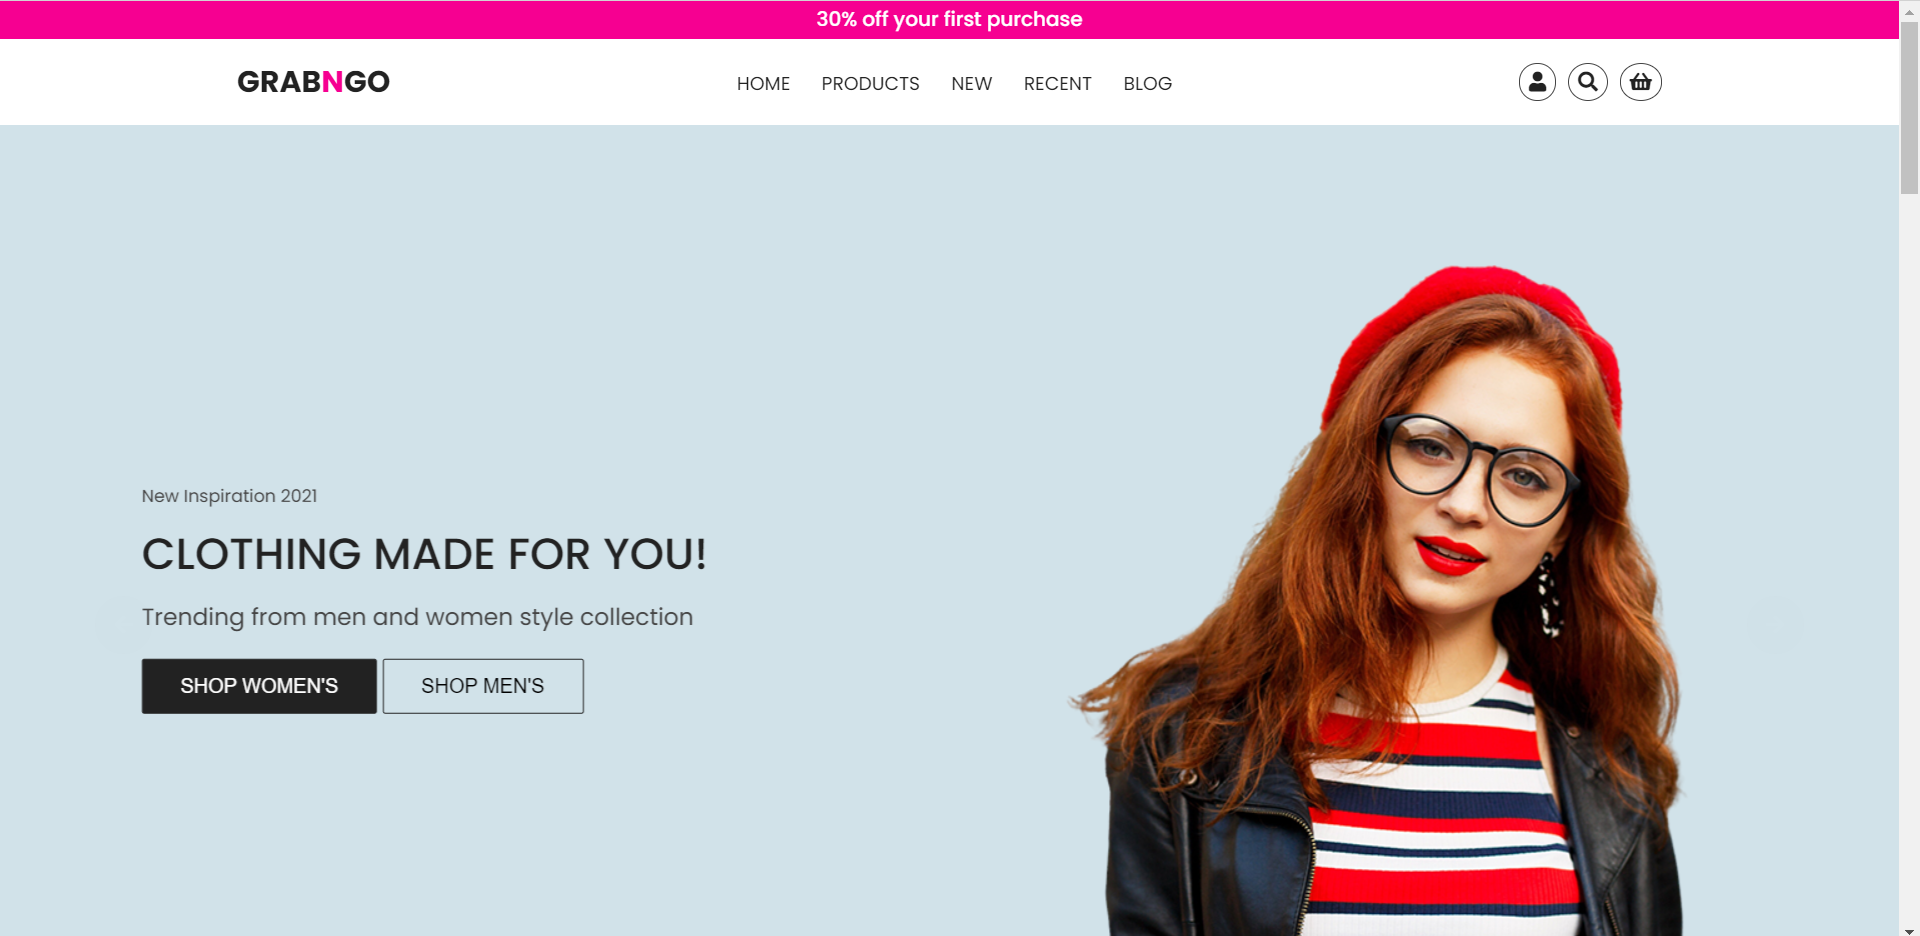 30% off your first purchase
GRABNGO
HOME PRODUCTS NEW RECENT BLOG
New Inspiration 2021
CLOTHING MADE FOR YOU!
Trending from men and women style collection
SHOP WOMEN'S SHOP MEN'S